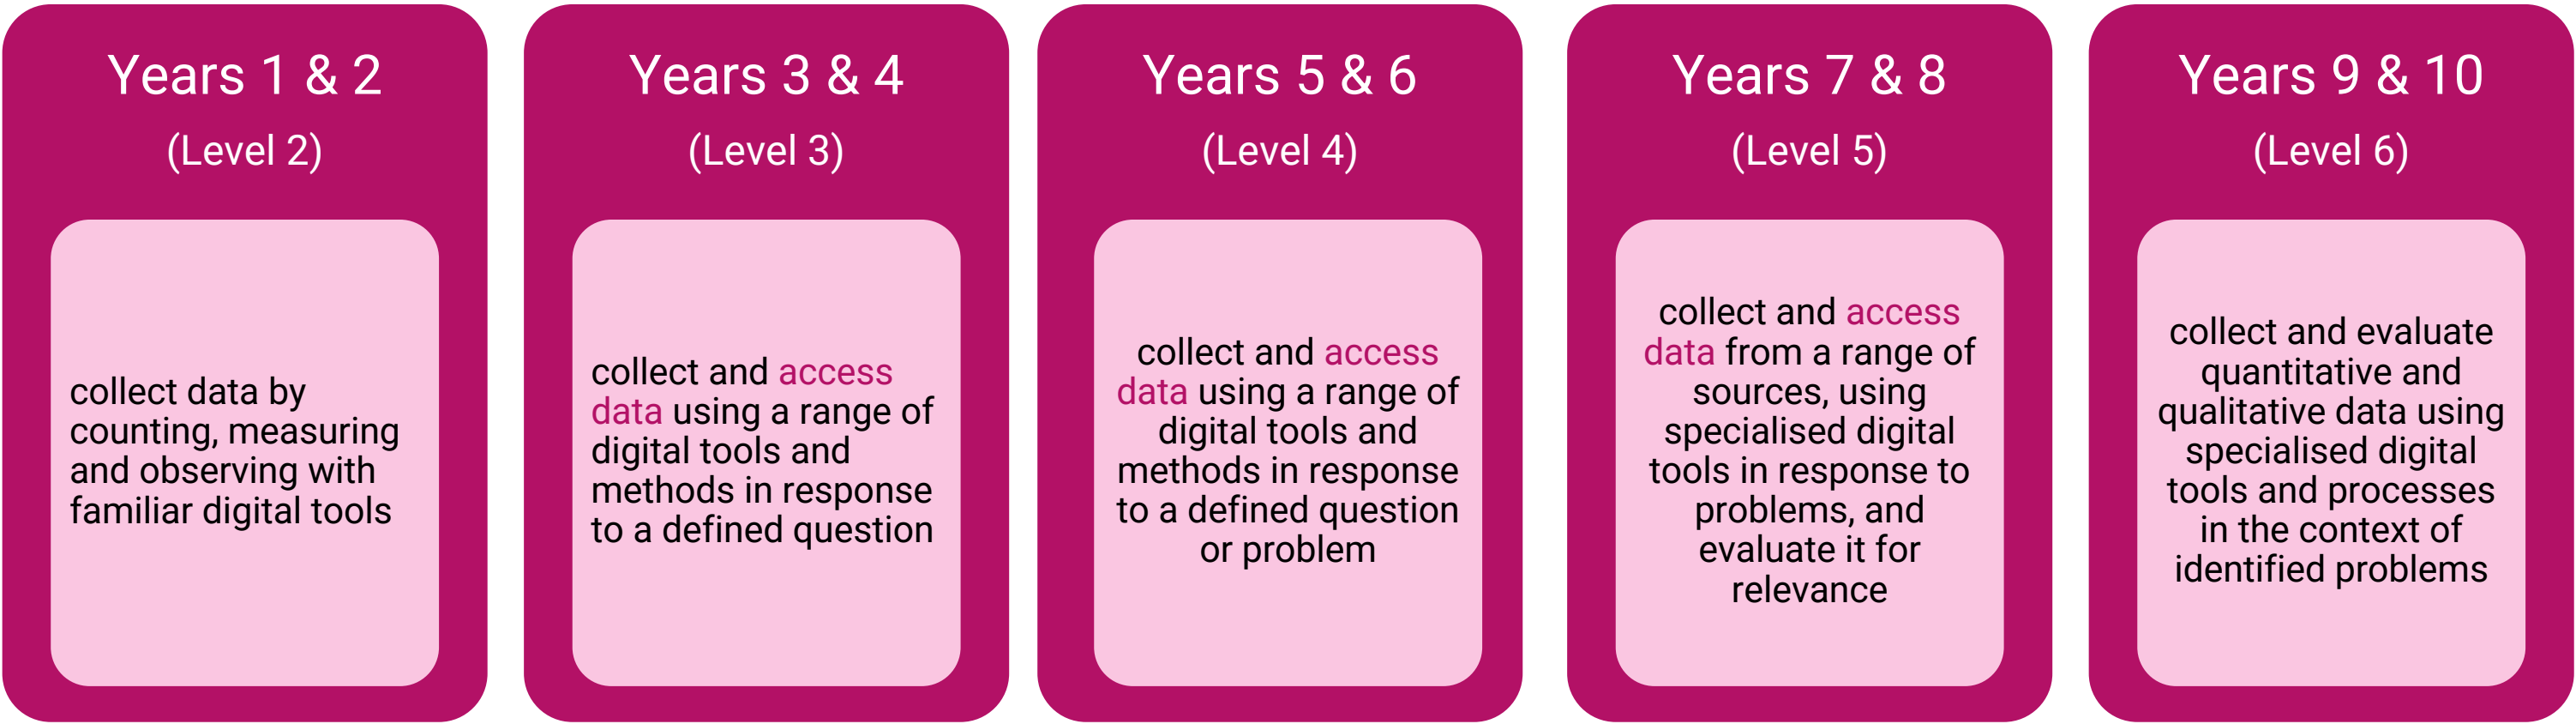 Years 1 & 2
(Level 2)
collect data by
counting, measuring
and observing with
familiar digital tools
Years 3 & 4
(Level 3)
collect and access
data using a range of
digital tools and
methods in response
to a defined question
Years 5 & 6
(Level 4)
collect and access
data using a range of
digital tools and
methods in response
to a defined question
or problem
Years 7 & 8
(Level 5)
collect and access
data from a range of
sources, using
specialised digital
tools in response to
problems, and
evaluate it for
relevance
Years 9 & 10
(Level 6)
collect and evaluate
quantitative and
qualitative data using
specialised digital
tools and processes
in the context of
identified problems